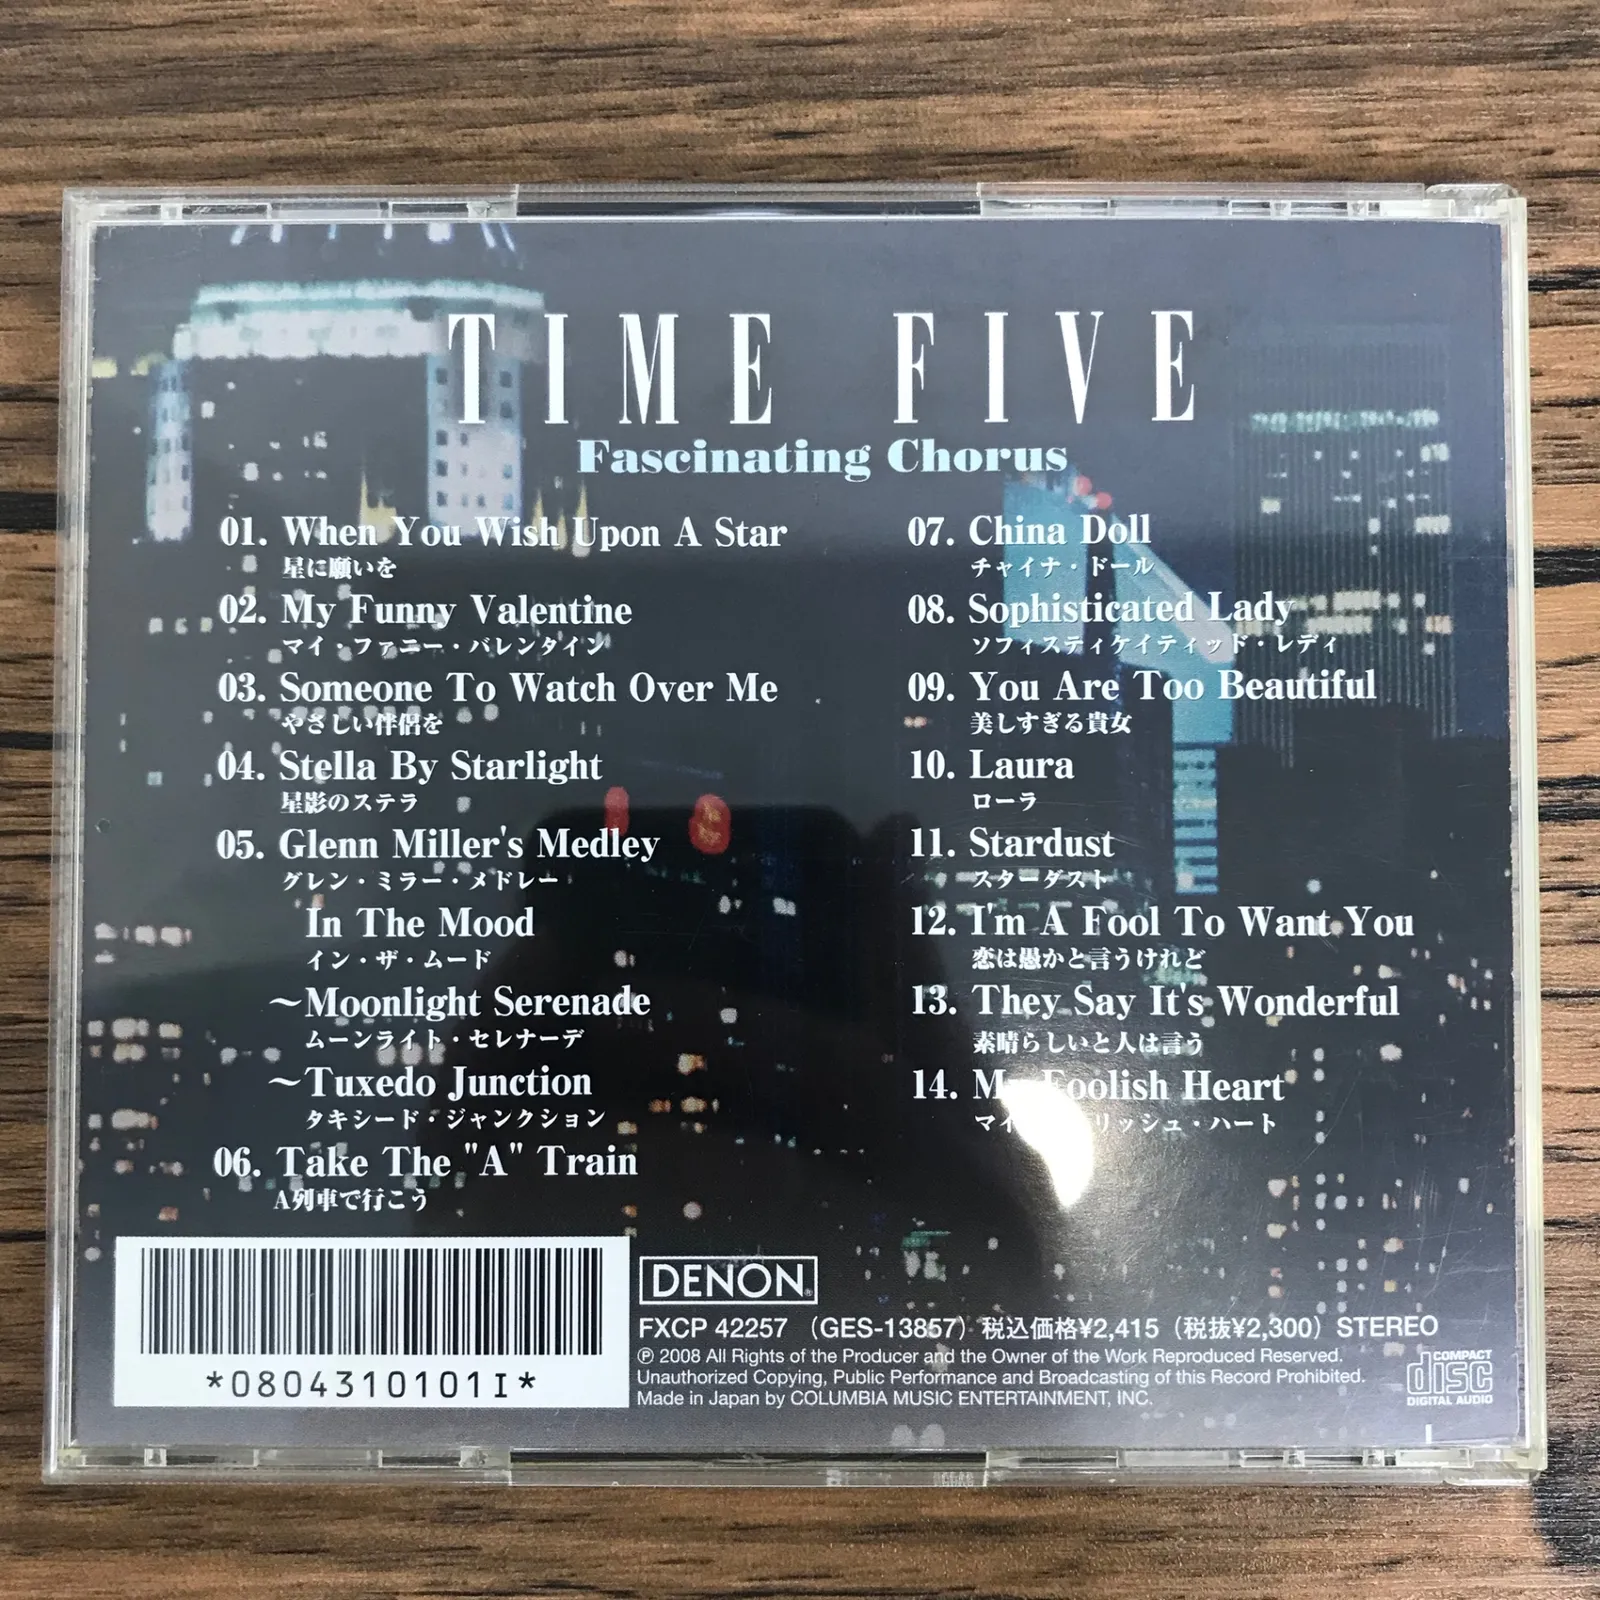 TIME FIVE
Fascinating Chorus
01. When You Wish Upon A Star
星に願いを
02. My Funny Valentine
マイ・ファニー・バレンタイン
03. Someone To Watch Over Me
やさしい伴侶を
04. Stella By Starlight
星影のステラ
05. Glenn Miller's Medley
グレン・ミラー・メドレー
In The Mood
イン・ザ・ムード
～Moonlight Serenade
ムーンライト・セレナーデ
～Tuxedo Junction
タキシード・ジャンクション
06. Take The "A" Train
A列車で行こう
07. China Doll
チャイナ・ドール
08. Sophisticated Lady
ソフィスティケイティッド・レディ
09. You Are Too Beautiful
美しすぎる貴女
10. Laura
ローラ
11. Stardust
スターダスト
12. I'm A Fool To Want You
恋は愚かと言うけれど
13. They Say It's Wonderful
素晴らしいと人は言う
14. My Foolish Heart
マイ リッシュ・ハート
*08043101011*
DENON®
FXCP 42257 (GES-13857) 税込価格¥2,415 (税抜¥2,300) STEREO
℗ 2008 All Rights of the Producer and the Owner of the Work Reproduced Reserved.
Unauthorized Copying, Public Performance and Broadcasting of this Record Prohibited.
Made in Japan by COLUMBIA MUSIC ENTERTAINMENT, INC.
COMPACT
disc
DIGITAL AUDIO